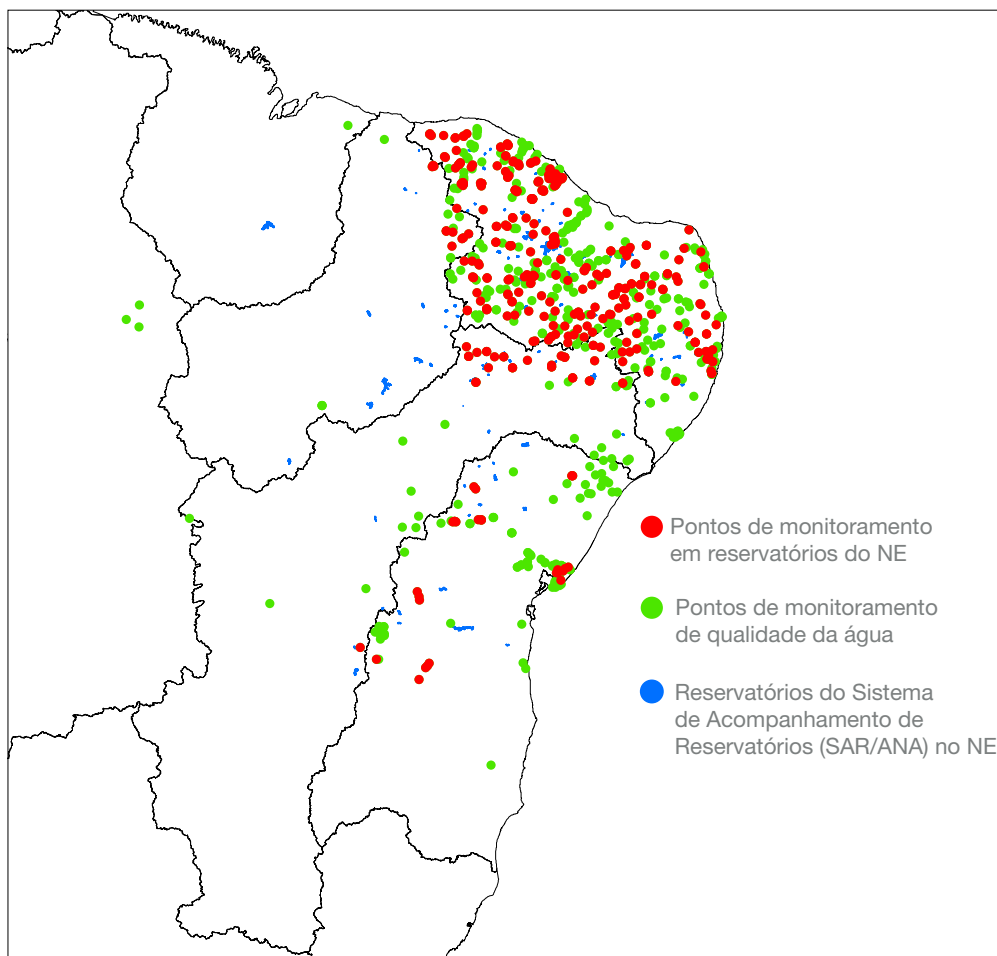 Pontos de monitoramento
em reservatórios do NE
Pontos de monitoramento
de qualidade da água
Reservatórios do Sistema
de Acompanhamento de
Reservatórios (SAR/ANA) no NE